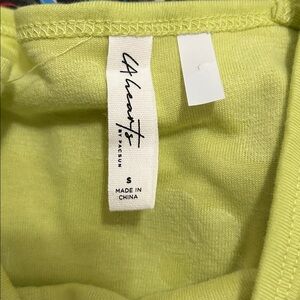 LA hearts
BY PACSUN
S
MADE IN
CHINA